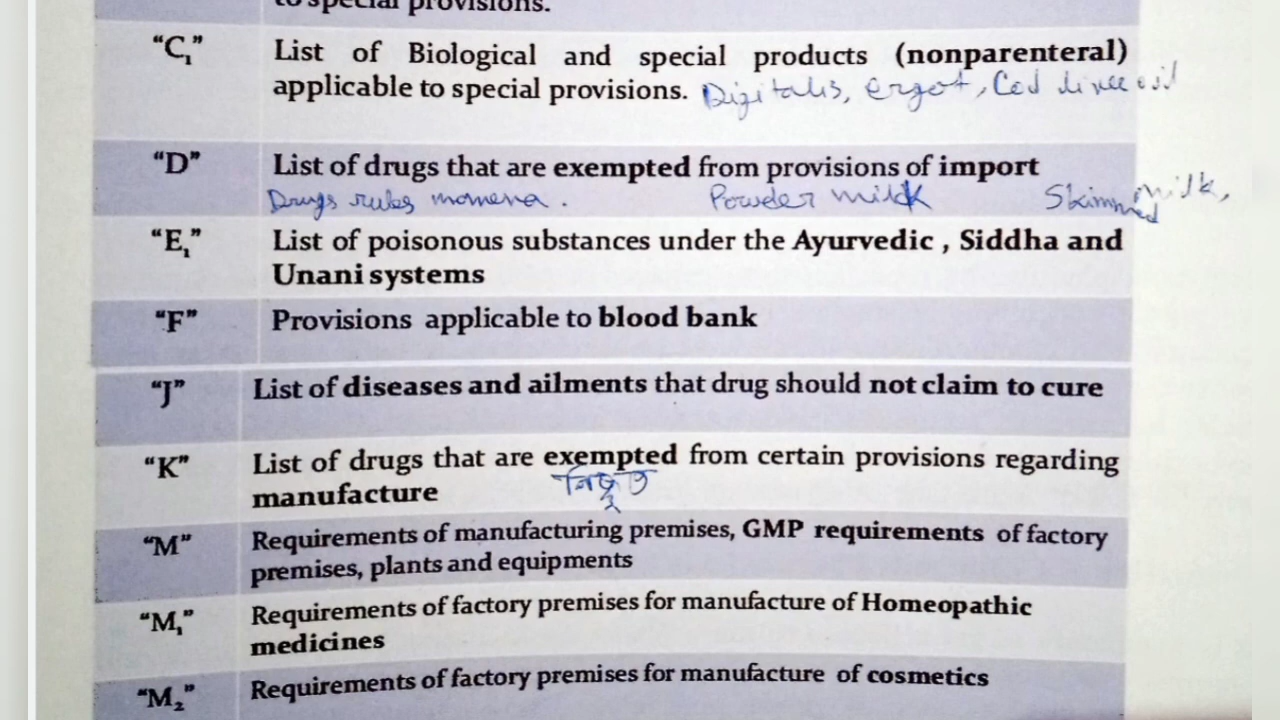 to special provisions.
“C₁” List of Biological and special products (nonparenteral)
applicable to special provisions. Digitalis, ergot, Cod liver oil
“D” List of drugs that are exempted from provisions of import
Drugs rules Powder milk Skimmed milk,
“E₁” List of poisonous substances under the Ayurvedic , Siddha and
Unani systems
“F” Provisions applicable to blood bank
“J” List of diseases and ailments that drug should not claim to cure
“K” List of drugs that are exempted from certain provisions regarding
manufacture
“M” Requirements of manufacturing premises, GMP requirements of factory
premises, plants and equipments
“M₁” Requirements of factory premises for manufacture of Homeopathic
medicines
“M₂” Requirements of factory premises for manufacture of cosmetics